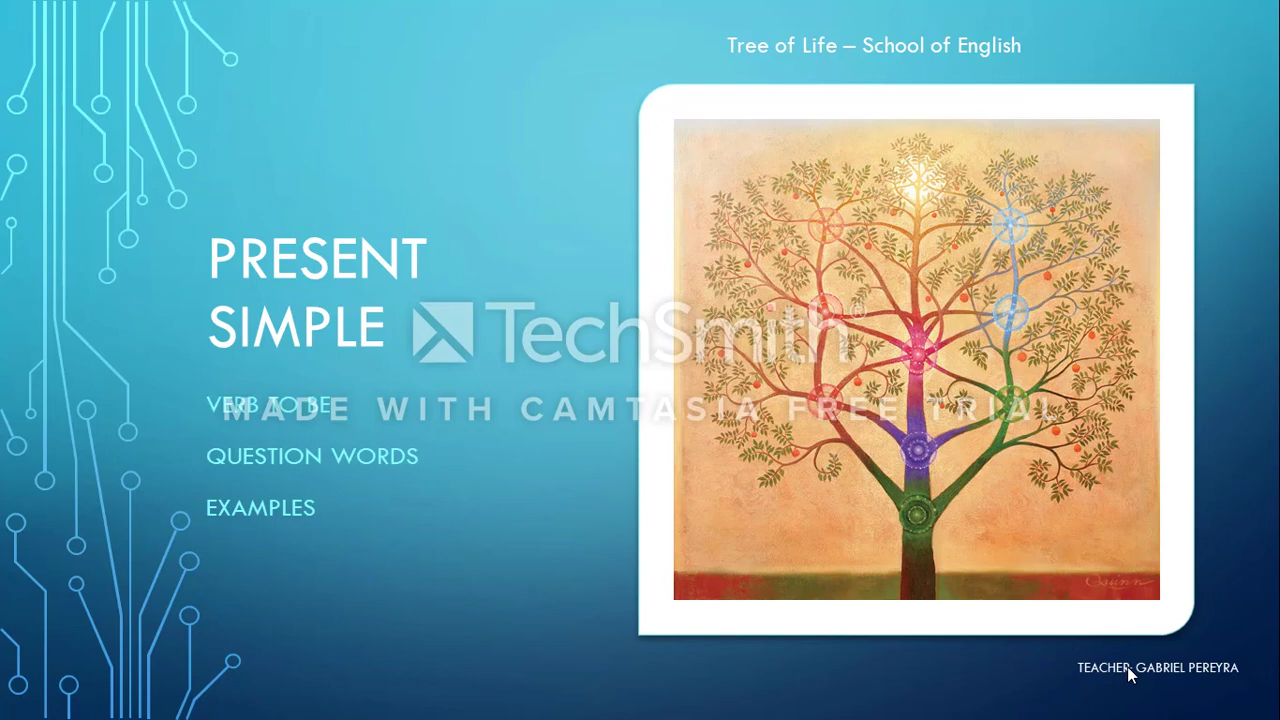 Tree of Life – School of English
PRESENT
SIMPLE
TechSmith®
VERB TO BE
MADE WITH CAMTASIA FREE TRIAL
QUESTION WORDS
EXAMPLES
TEACHER: GABRIEL PEREYRA